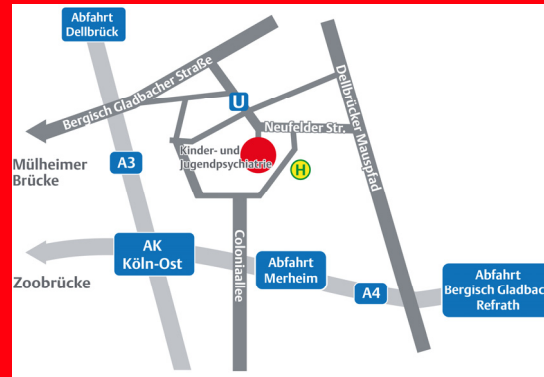 Abfahrt
Dellbrück
Bergisch Gladbacher Straße
U
Dellbrücker Mauspfad
Neufelder Str.
Kinder- und
Jugendpsychiatrie
H
Mülheimer
Brücke
A3
AK
Köln-Ost
Coloniaallee
Abfahrt
Merheim
Zoobrücke
A4
Abfahrt
Bergisch Gladbac
Refrath